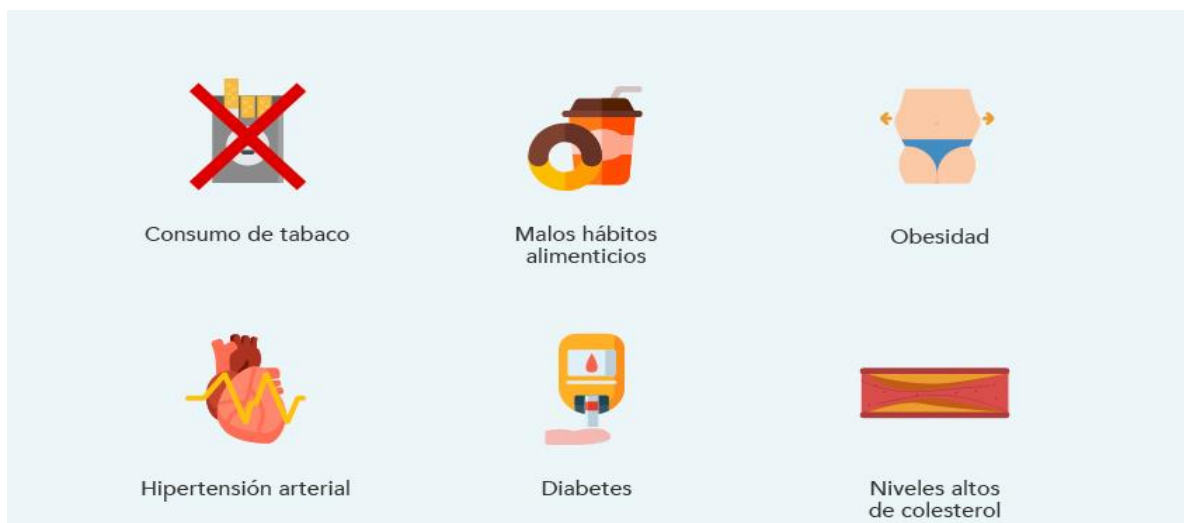 Consumo de tabaco
Malos hábitos
alimenticios
Obesidad
Hipertensión arterial
Diabetes
Niveles altos
de colesterol